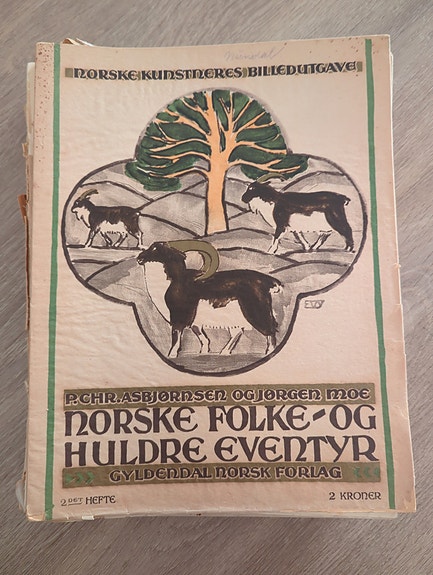 NORSKE KUNSTNERES BILLEDUTGAVE
P. CHR. ASBJØRNSEN OG JØRGEN MOE
NORSKE FOLKE- OG
HULDRE EVENTYR
GYLDENDAL NORSK FORLAG
2DET HEFTE
2 KRONER